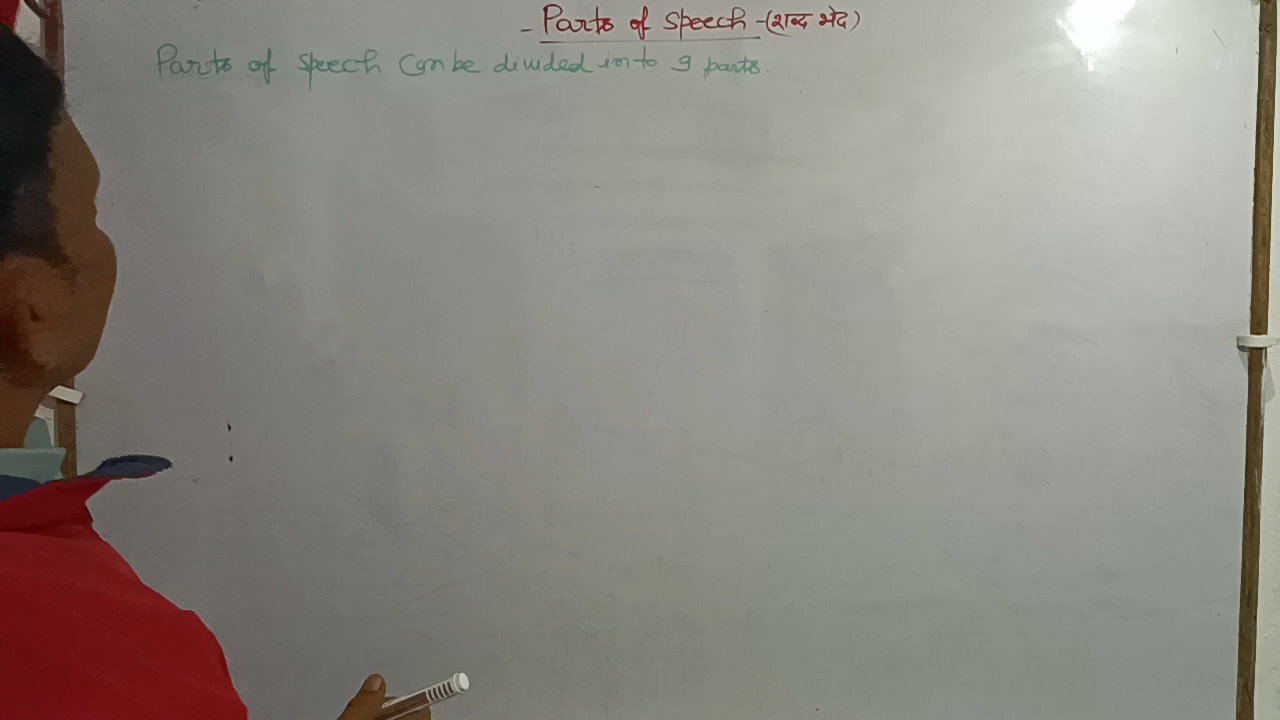 - Parts of speech - (शब्द भेद)
Parts of speech can be divided into 9 parts.